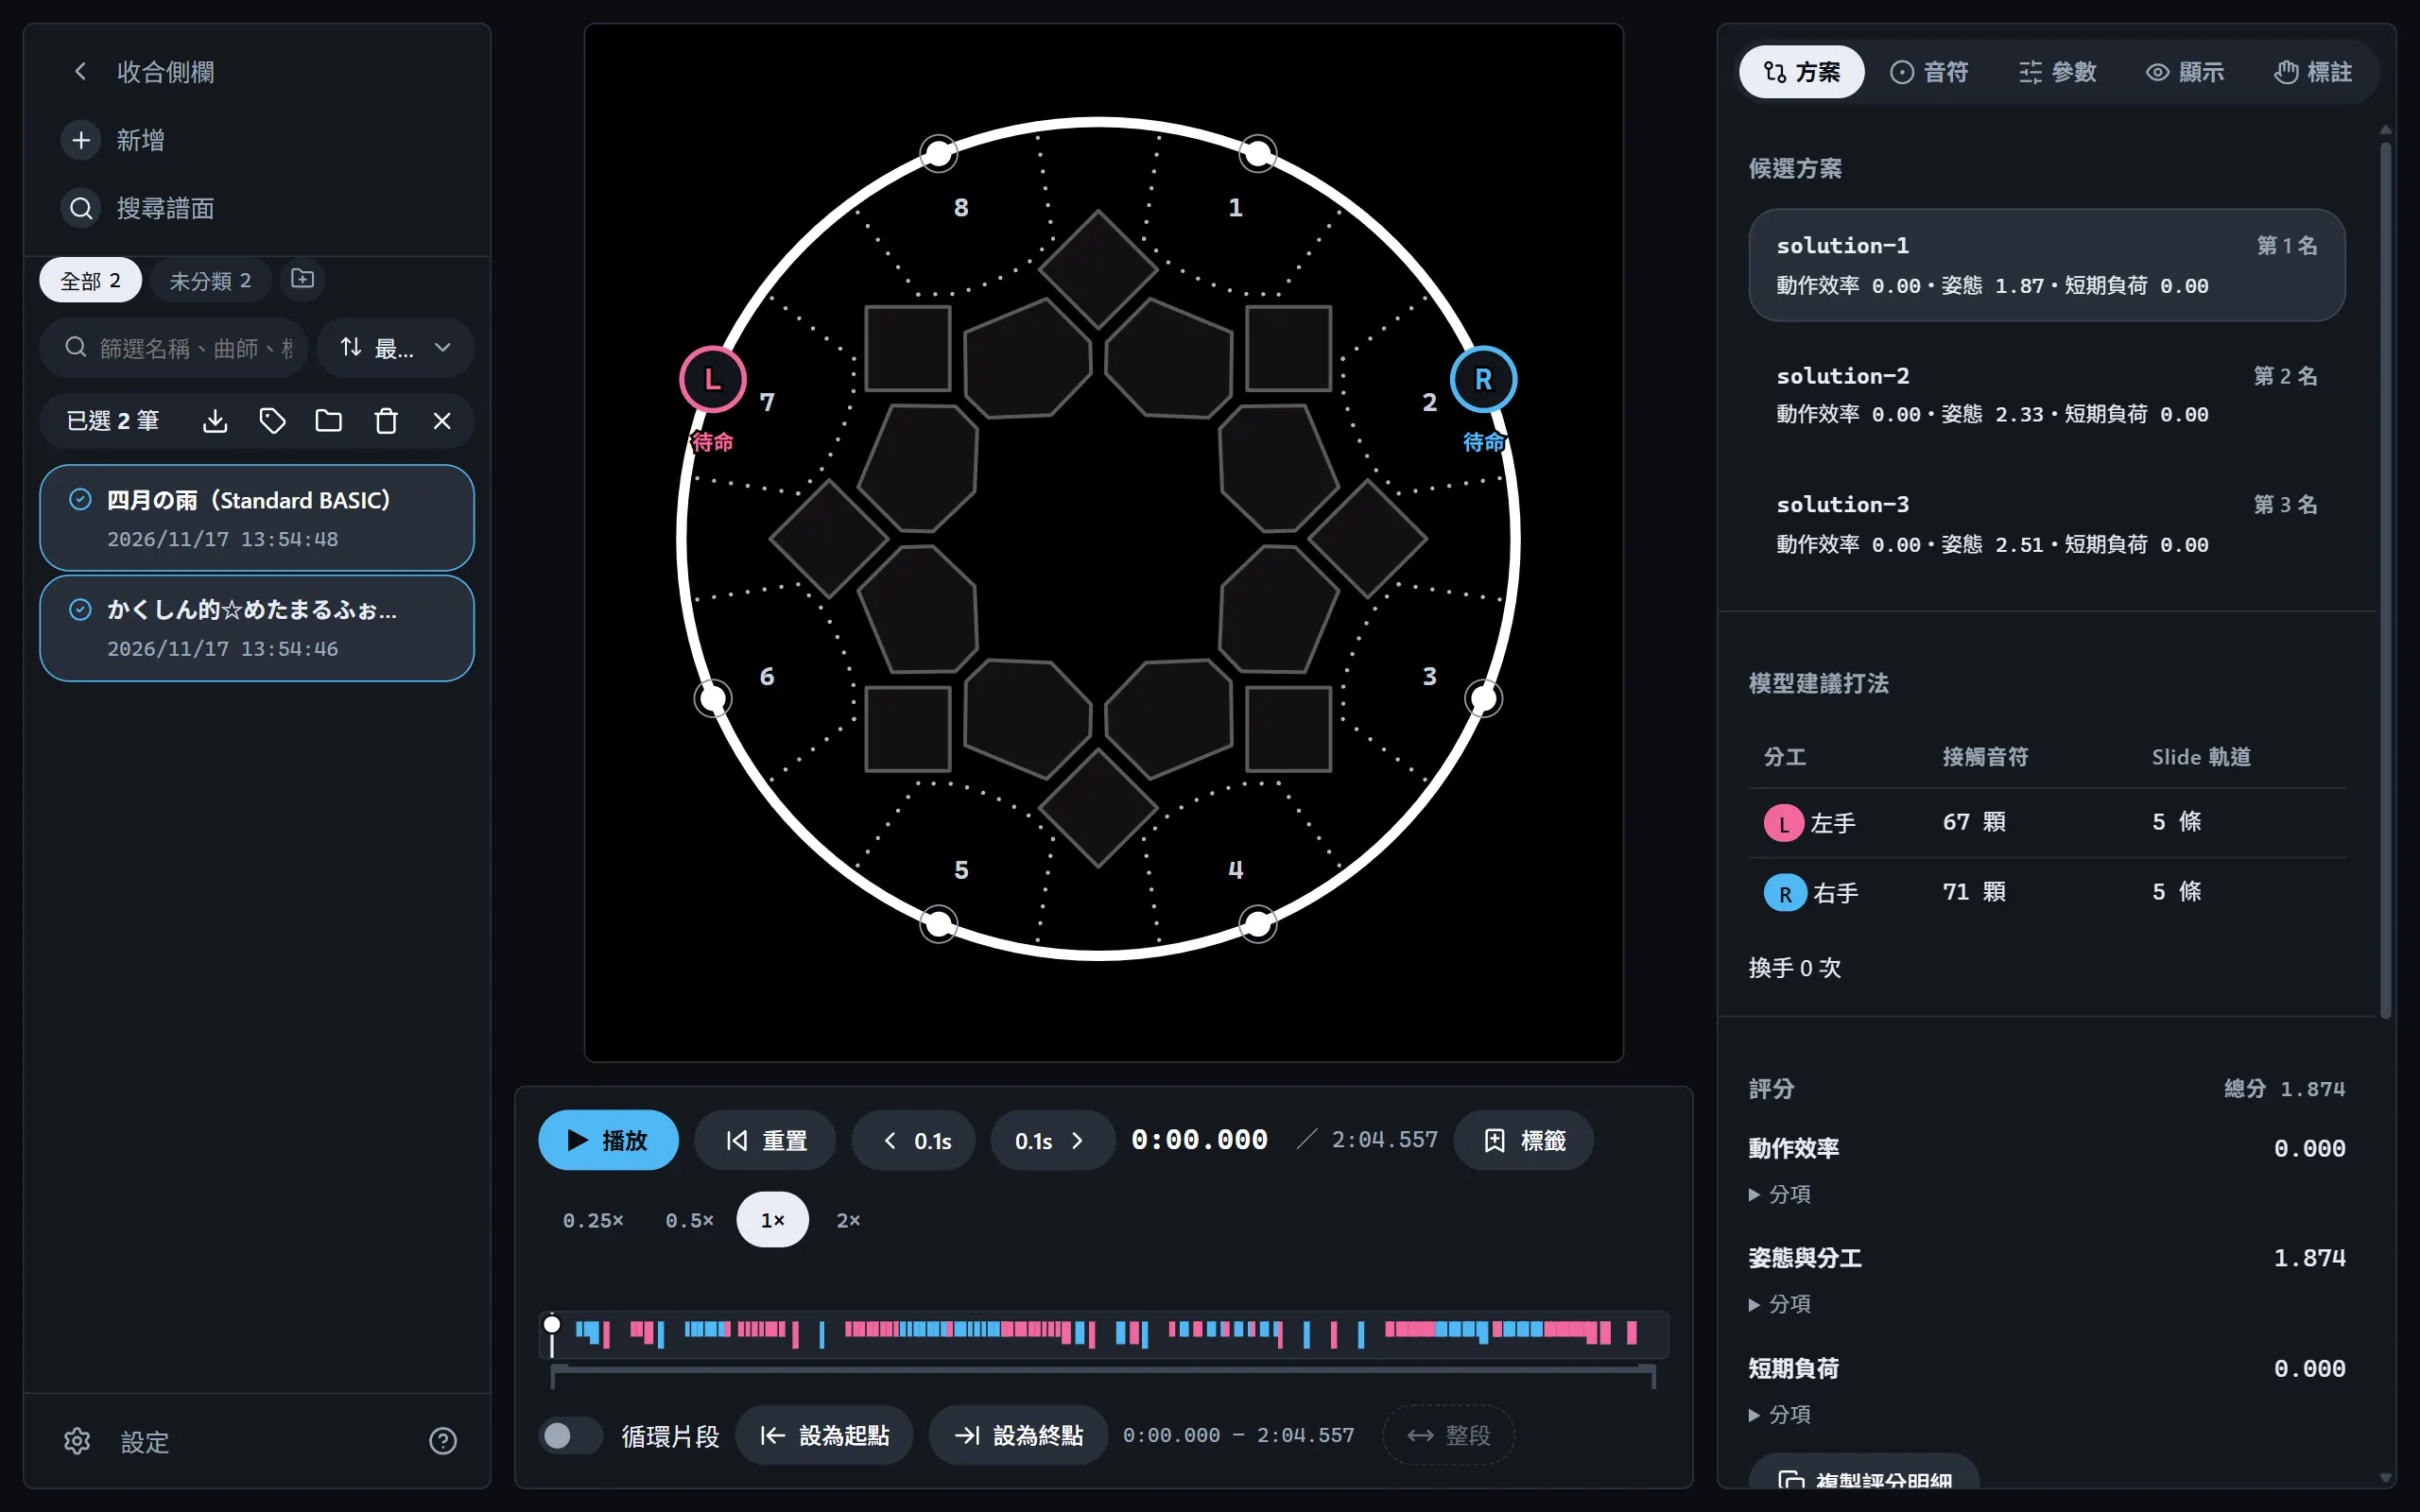 收合側欄
新增
搜尋譜面
全部 2
未分類 2
篩選名稱、曲師、
最...
已選 2 筆
四月の雨（Standard BASIC）
2026/11/17 13:54:48
かくしん的☆めたまるふぉ...
2026/11/17 13:54:46
設定
8
1
L
待命
7
2
R
待命
6
3
5
4
播放
重置
0.1s
0.1s
0:00.000 ／ 2:04.557
標籤
0.25×
0.5×
1×
2×
循環片段
設為起點
設為終點
0:00.000 – 2:04.557
整段
方案
音符
參數
顯示
標註
候選方案
solution-1
第 1 名
動作效率 0.00・姿態 1.87・短期負荷 0.00
solution-2
第 2 名
動作效率 0.00・姿態 2.33・短期負荷 0.00
solution-3
第 3 名
動作效率 0.00・姿態 2.51・短期負荷 0.00
模型建議打法
分工 接觸音符 Slide 軌道
L 左手 67 顆 5 條
R 右手 71 顆 5 條
換手 0 次
評分 總分 1.874
動作效率 0.000
分項
姿態與分工 1.874
分項
短期負荷 0.000
分項
複製評分明細